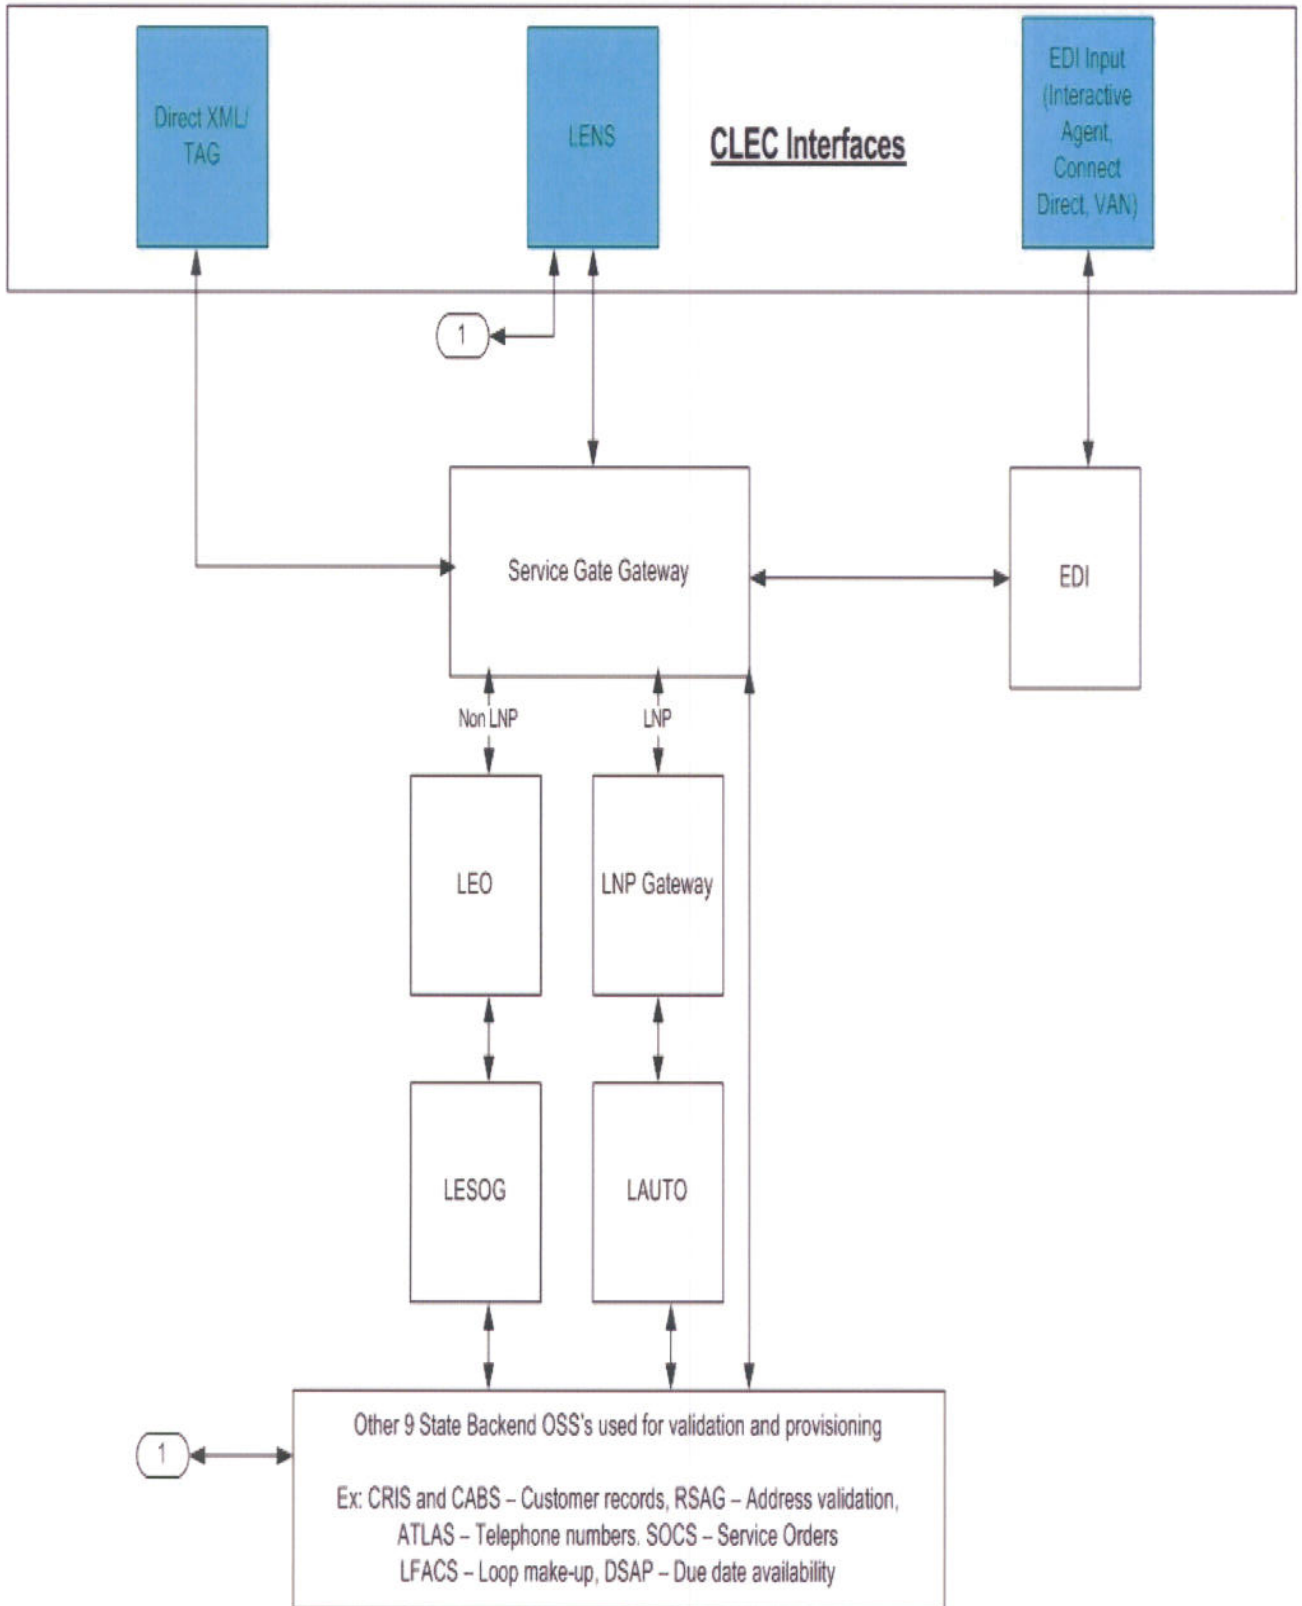 Direct XML/
TAG
LENS
CLEC Interfaces
EDI Input
(Interactive
Agent,
Connect
Direct, VAN)
1
Service Gate Gateway
EDI
Non LNP
LNP
LEO
LNP Gateway
LESOG
LAUTO
1
Other 9 State Backend OSS's used for validation and provisioning
Ex: CRIS and CABS – Customer records, RSAG – Address validation,
ATLAS – Telephone numbers. SOCS – Service Orders
LFACS – Loop make-up, DSAP – Due date availability